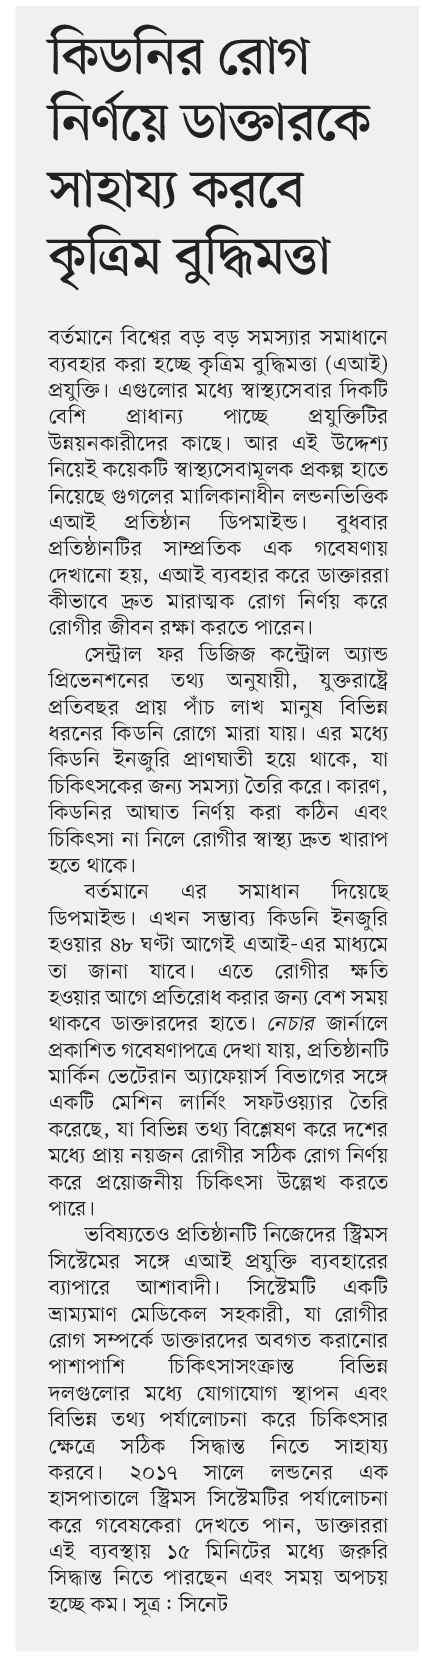 কিডনির রোগ
নির্ণয়ে ডাক্তারকে
সাহায্য করবে
কৃত্রিম বুদ্ধিমত্তা
বর্তমানে বিশ্বের বড় বড় সমস্যার সমাধানে
ব্যবহার করা হচ্ছে কৃত্রিম বুদ্ধিমত্তা (এআই)
প্রযুক্তি। এগুলোর মধ্যে স্বাস্থ্যসেবার দিকটি
বেশি প্রাধান্য পাচ্ছে প্রযুক্তিটির
উন্নয়নকারীদের কাছে। আর এই উদ্দেশ্য
নিয়েই কয়েকটি স্বাস্থ্যসেবামূলক প্রকল্প হাতে
নিয়েছে গুগলের মালিকানাধীন লন্ডনভিত্তিক
এআই প্রতিষ্ঠান ডিপমাইন্ড। বুধবার
প্রতিষ্ঠানটির সাম্প্রতিক এক গবেষণায়
দেখানো হয়, এআই ব্যবহার করে ডাক্তাররা
কীভাবে দ্রুত মারাত্মক রোগ নির্ণয় করে
রোগীর জীবন রক্ষা করতে পারেন।
সেন্ট্রাল ফর ডিজিজ কন্ট্রোল অ্যান্ড
প্রিভেনশনের তথ্য অনুযায়ী, যুক্তরাষ্ট্রে
প্রতিবছর প্রায় পাঁচ লাখ মানুষ বিভিন্ন
ধরনের কিডনি রোগে মারা যায়। এর মধ্যে
কিডনি ইনজুরি প্রাণঘাতী হয়ে থাকে, যা
চিকিৎসকের জন্য সমস্যা তৈরি করে। কারণ,
কিডনির আঘাত নির্ণয় করা কঠিন এবং
চিকিৎসা না নিলে রোগীর স্বাস্থ্য দ্রুত খারাপ
হতে থাকে।
বর্তমানে এর সমাধান দিয়েছে
ডিপমাইন্ড। এখন সম্ভাব্য কিডনি ইনজুরি
হওয়ার ৪৮ ঘণ্টা আগেই এআই-এর মাধ্যমে
তা জানা যাবে। এতে রোগীর ক্ষতি
হওয়ার আগে প্রতিরোধ করার জন্য বেশ সময়
থাকবে ডাক্তারদের হাতে। নেচার জার্নালে
প্রকাশিত গবেষণাপত্রে দেখা যায়, প্রতিষ্ঠানটি
মার্কিন ভেটেরান অ্যাফেয়ার্স বিভাগের সঙ্গে
একটি মেশিন লার্নিং সফটওয়্যার তৈরি
করেছে, যা বিভিন্ন তথ্য বিশ্লেষণ করে দশের
মধ্যে প্রায় নয়জন রোগীর সঠিক রোগ নির্ণয়
করে প্রয়োজনীয় চিকিৎসা উল্লেখ করতে
পারে।
ভবিষ্যতেও প্রতিষ্ঠানটি নিজেদের স্ট্রিমস
সিস্টেমের সঙ্গে এআই প্রযুক্তি ব্যবহারের
ব্যাপারে আশাবাদী। সিস্টেমটি একটি
ভ্রাম্যমাণ মেডিকেল সহকারী, যা রোগীর
রোগ সম্পর্কে ডাক্তারদের অবগত করানোর
পাশাপাশি চিকিৎসাসংক্রান্ত বিভিন্ন
দলগুলোর মধ্যে যোগাযোগ স্থাপন এবং
বিভিন্ন তথ্য পর্যালোচনা করে চিকিৎসার
ক্ষেত্রে সঠিক সিদ্ধান্ত নিতে সাহায্য
করবে। ২০১৭ সালে লন্ডনের এক
হাসপাতালে স্ট্রিমস সিস্টেমটির পর্যালোচনা
করে গবেষকেরা দেখতে পান, ডাক্তাররা
এই ব্যবস্থায় ১৫ মিনিটের মধ্যে জরুরি
সিদ্ধান্ত নিতে পারছেন এবং সময় অপচয়
হচ্ছে কম। সূত্র : সিনেট